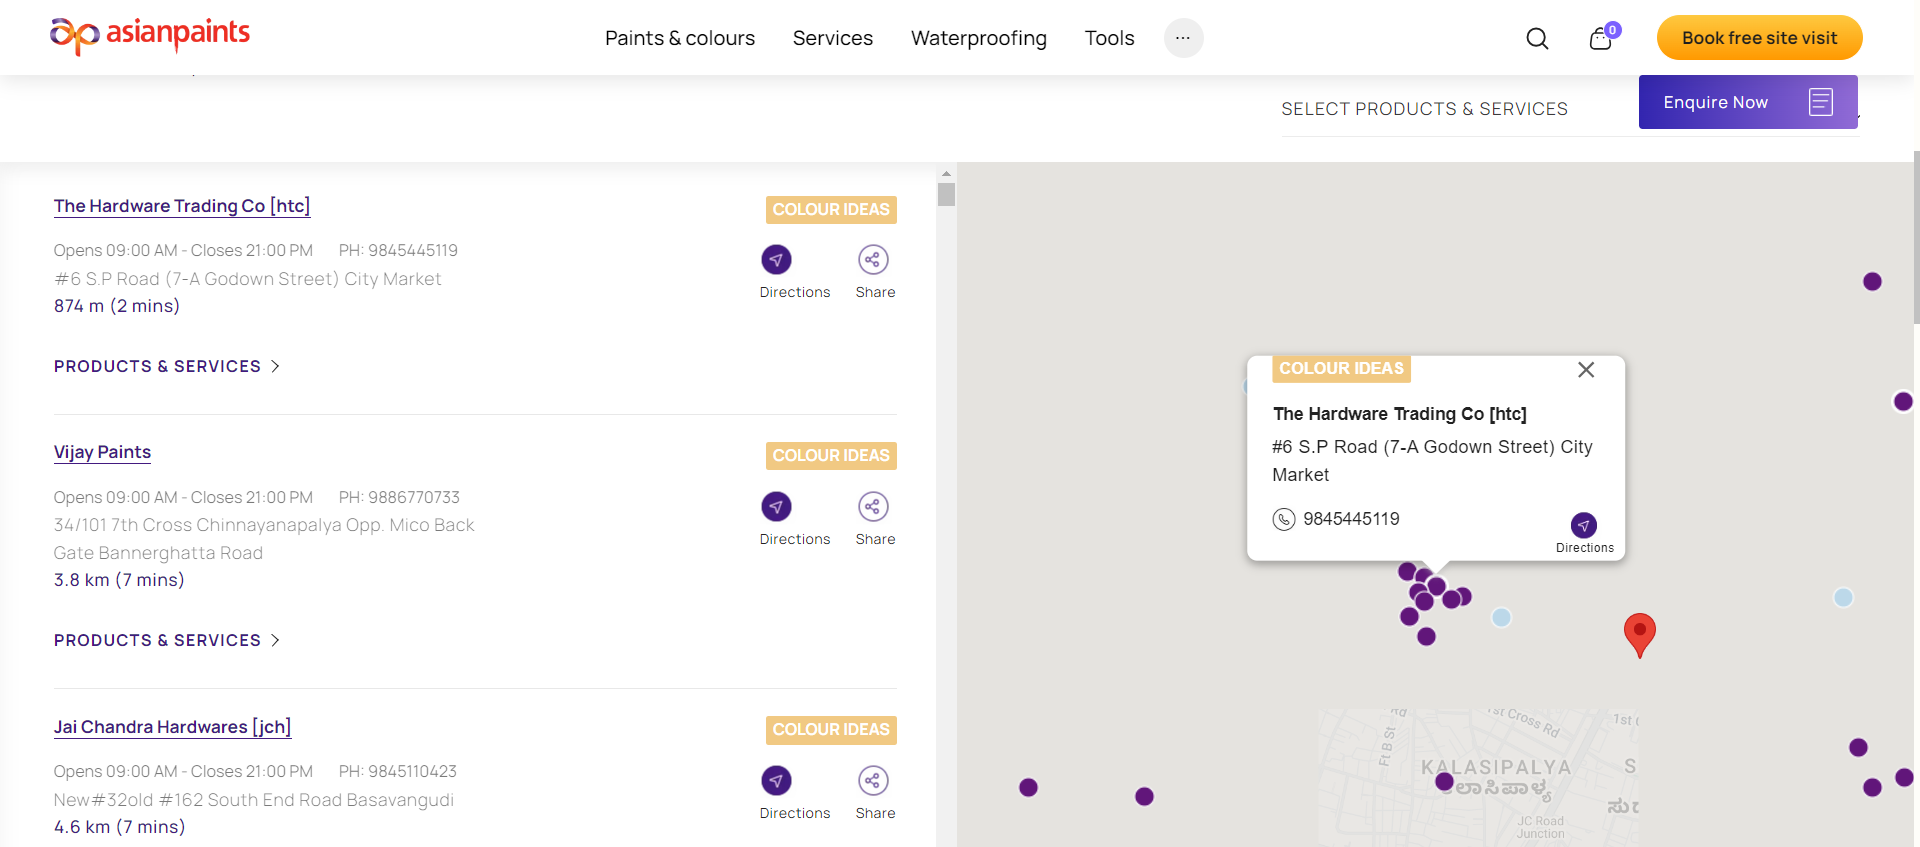 asianpaints
Paints & colours
Services
Waterproofing
Tools
...
0
Book free site visit
SELECT PRODUCTS & SERVICES
Enquire Now
The Hardware Trading Co [htc]
COLOUR IDEAS
Opens 09:00 AM - Closes 21:00 PM PH: 9845445119
#6 S.P Road (7-A Godown Street) City Market
874 m (2 mins)
Directions
Share
PRODUCTS & SERVICES
Vijay Paints
COLOUR IDEAS
Opens 09:00 AM - Closes 21:00 PM PH: 9886770733
34/101 7th Cross Chinnayanapalya Opp. Mico Back
Gate Bannerghatta Road
3.8 km (7 mins)
Directions
Share
PRODUCTS & SERVICES
Jai Chandra Hardwares [jch]
COLOUR IDEAS
Opens 09:00 AM - Closes 21:00 PM PH: 9845110423
New#32old #162 South End Road Basavangudi
4.6 km (7 mins)
Directions
Share
COLOUR IDEAS
The Hardware Trading Co [htc]
#6 S.P Road (7-A Godown Street) City
Market
9845445119
Directions
Rd
1st Cross Rd
Ft B St
KALASIPALYA
JC Road
Junction